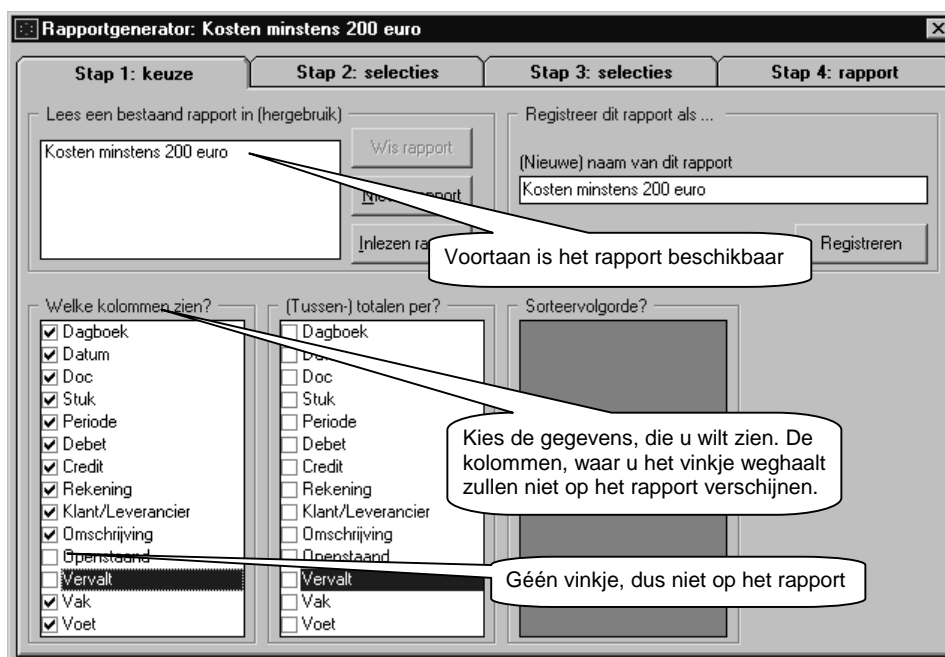 Rapportgenerator: Kosten minstens 200 euro
Stap 1: keuze
Stap 2: selecties
Stap 3: selecties
Stap 4: rapport
Lees een bestaand rapport in (hergebruik)
Kosten minstens 200 euro
Wis rapport
Inlezen
Registreer dit rapport als ...
(Nieuwe) naam van dit rapport
Kosten minstens 200 euro
Registreren
Voortaan is het rapport beschikbaar
Welke kolommen zien?
Dagboek
Datum
Doc
Stuk
Periode
Debet
Credit
Rekening
Klant/Leverancier
Omschrijving
Openstaand
Vervalt
Vak
Voet
(Tussen-) totalen per?
Dagboek
Doc
Stuk
Periode
Debet
Credit
Rekening
Klant/Leverancier
Omschrijving
Openstaand
Vervalt
Vak
Voet
Sorteervolgorde?
Kies de gegevens, die u wilt zien. De
kolommen, waar u het vinkje weghaalt
zullen niet op het rapport verschijnen.
Géén vinkje, dus niet op het rapport